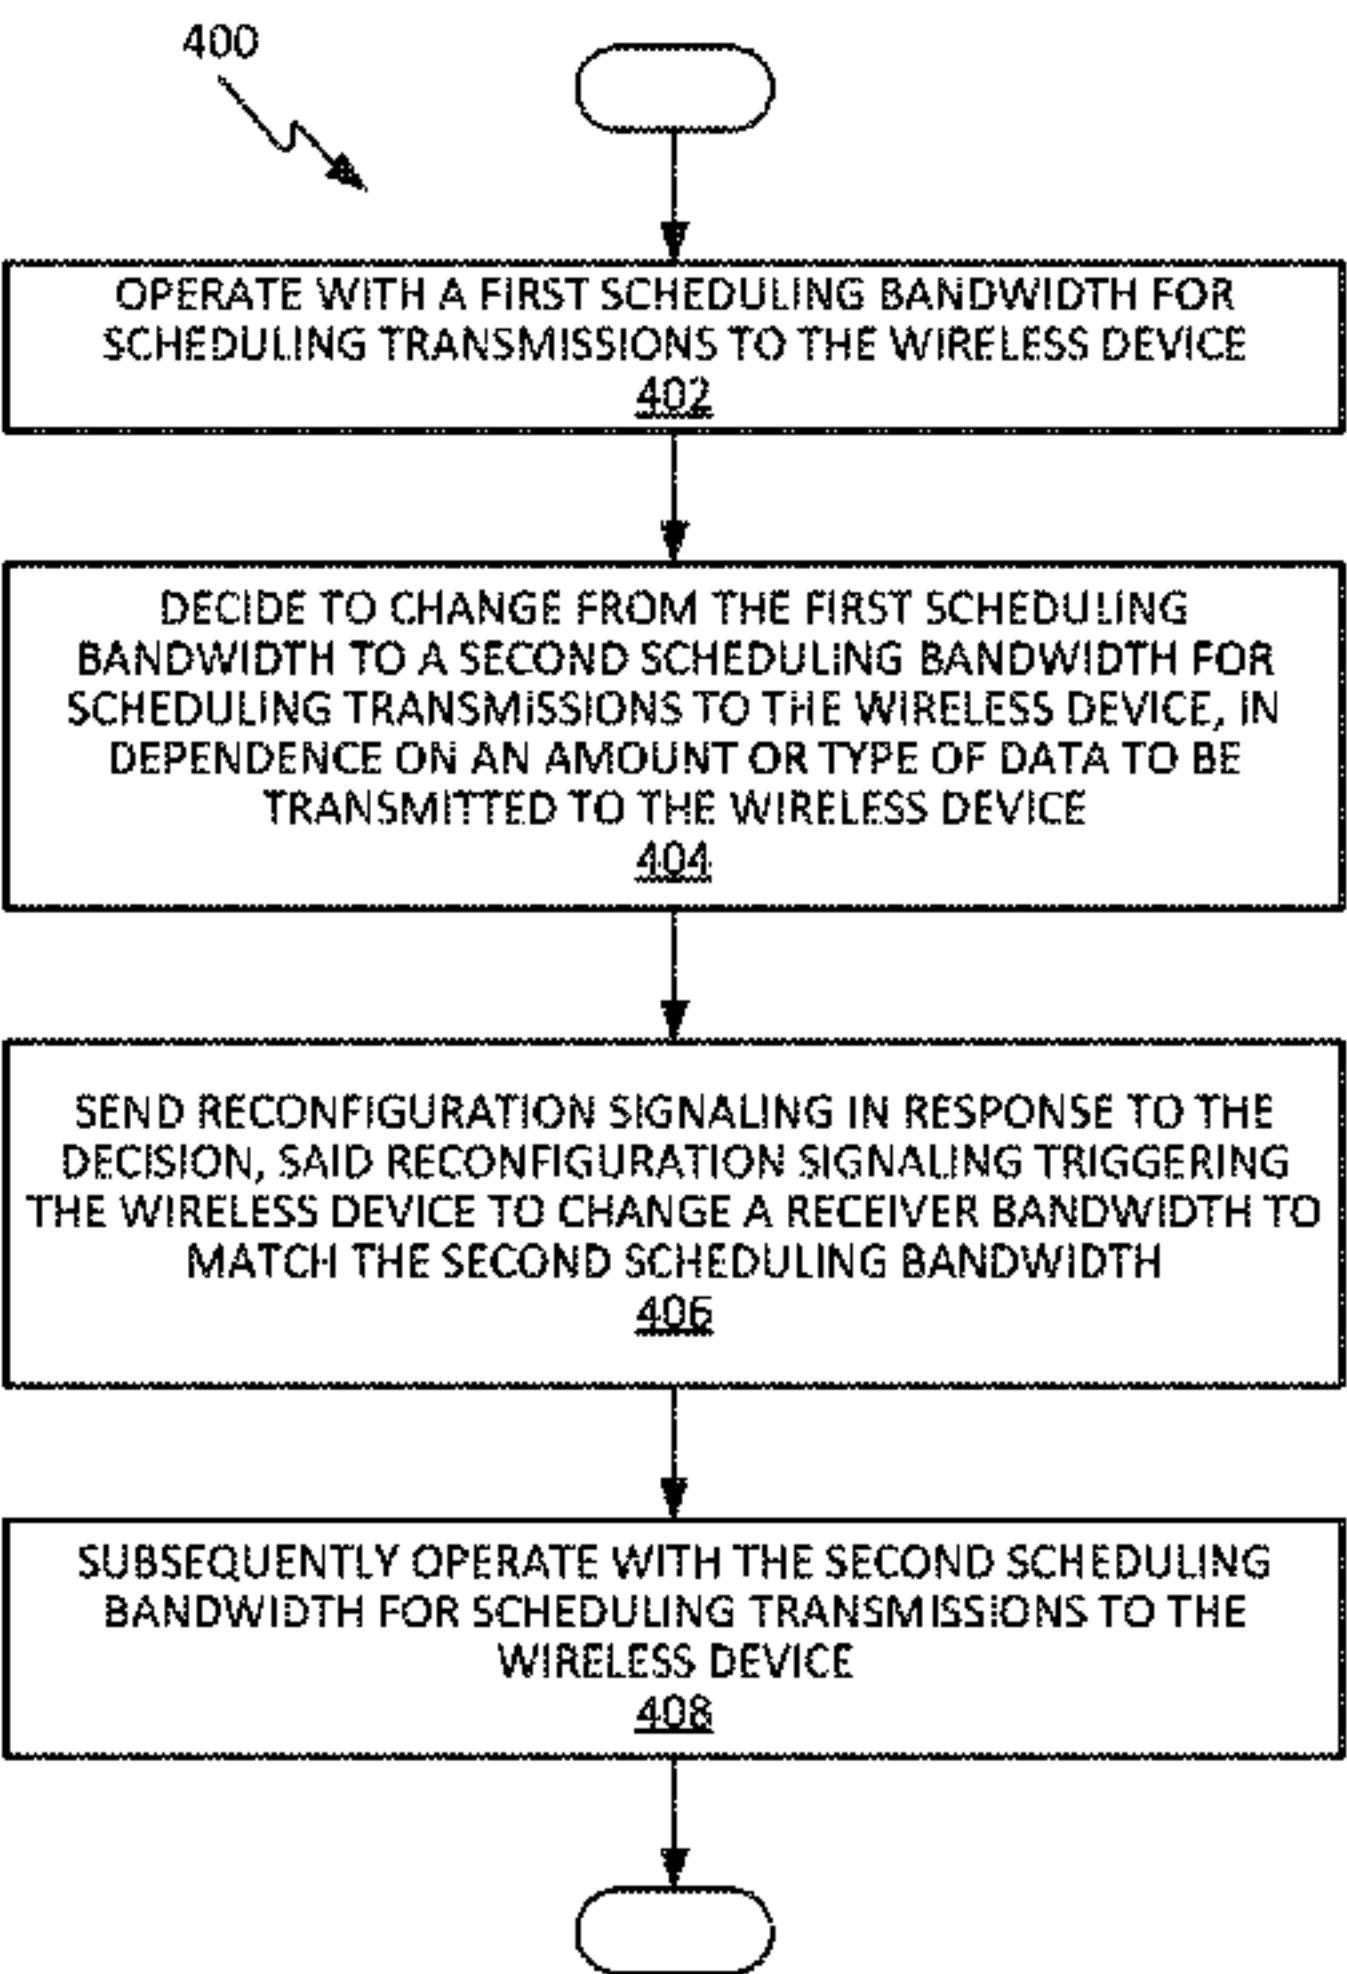 400
OPERATE WITH A FIRST SCHEDULING BANDWIDTH FOR
SCHEDULING TRANSMISSIONS TO THE WIRELESS DEVICE
402
DECIDE TO CHANGE FROM THE FIRST SCHEDULING
BANDWIDTH TO A SECOND SCHEDULING BANDWIDTH FOR
SCHEDULING TRANSMISSIONS TO THE WIRELESS DEVICE, IN
DEPENDENCE ON AN AMOUNT OR TYPE OF DATA TO BE
TRANSMITTED TO THE WIRELESS DEVICE
404
SEND RECONFIGURATION SIGNALING IN RESPONSE TO THE
DECISION, SAID RECONFIGURATION SIGNALING TRIGGERING
THE WIRELESS DEVICE TO CHANGE A RECEIVER BANDWIDTH TO
MATCH THE SECOND SCHEDULING BANDWIDTH
406
SUBSEQUENTLY OPERATE WITH THE SECOND SCHEDULING
BANDWIDTH FOR SCHEDULING TRANSMISSIONS TO THE
WIRELESS DEVICE
408